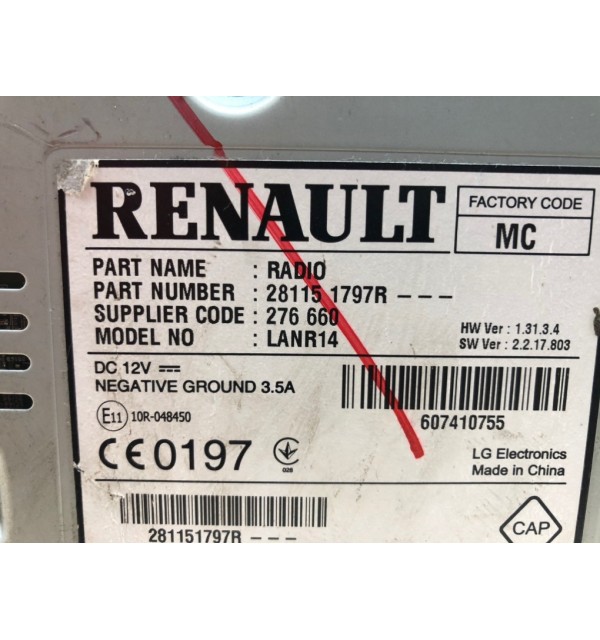 RENAULT
FACTORY CODE
MC
PART NAME : RADIO
PART NUMBER : 28115 1797R - - -
SUPPLIER CODE : 276 660
MODEL NO : LANR14
HW Ver : 1.31.3.4
SW Ver : 2.2.17.803
DC 12V
NEGATIVE GROUND 3.5A
E11 10R-048450
607410755
CE0197
028
LG Electronics
Made in China
CAP
281151797R - - -